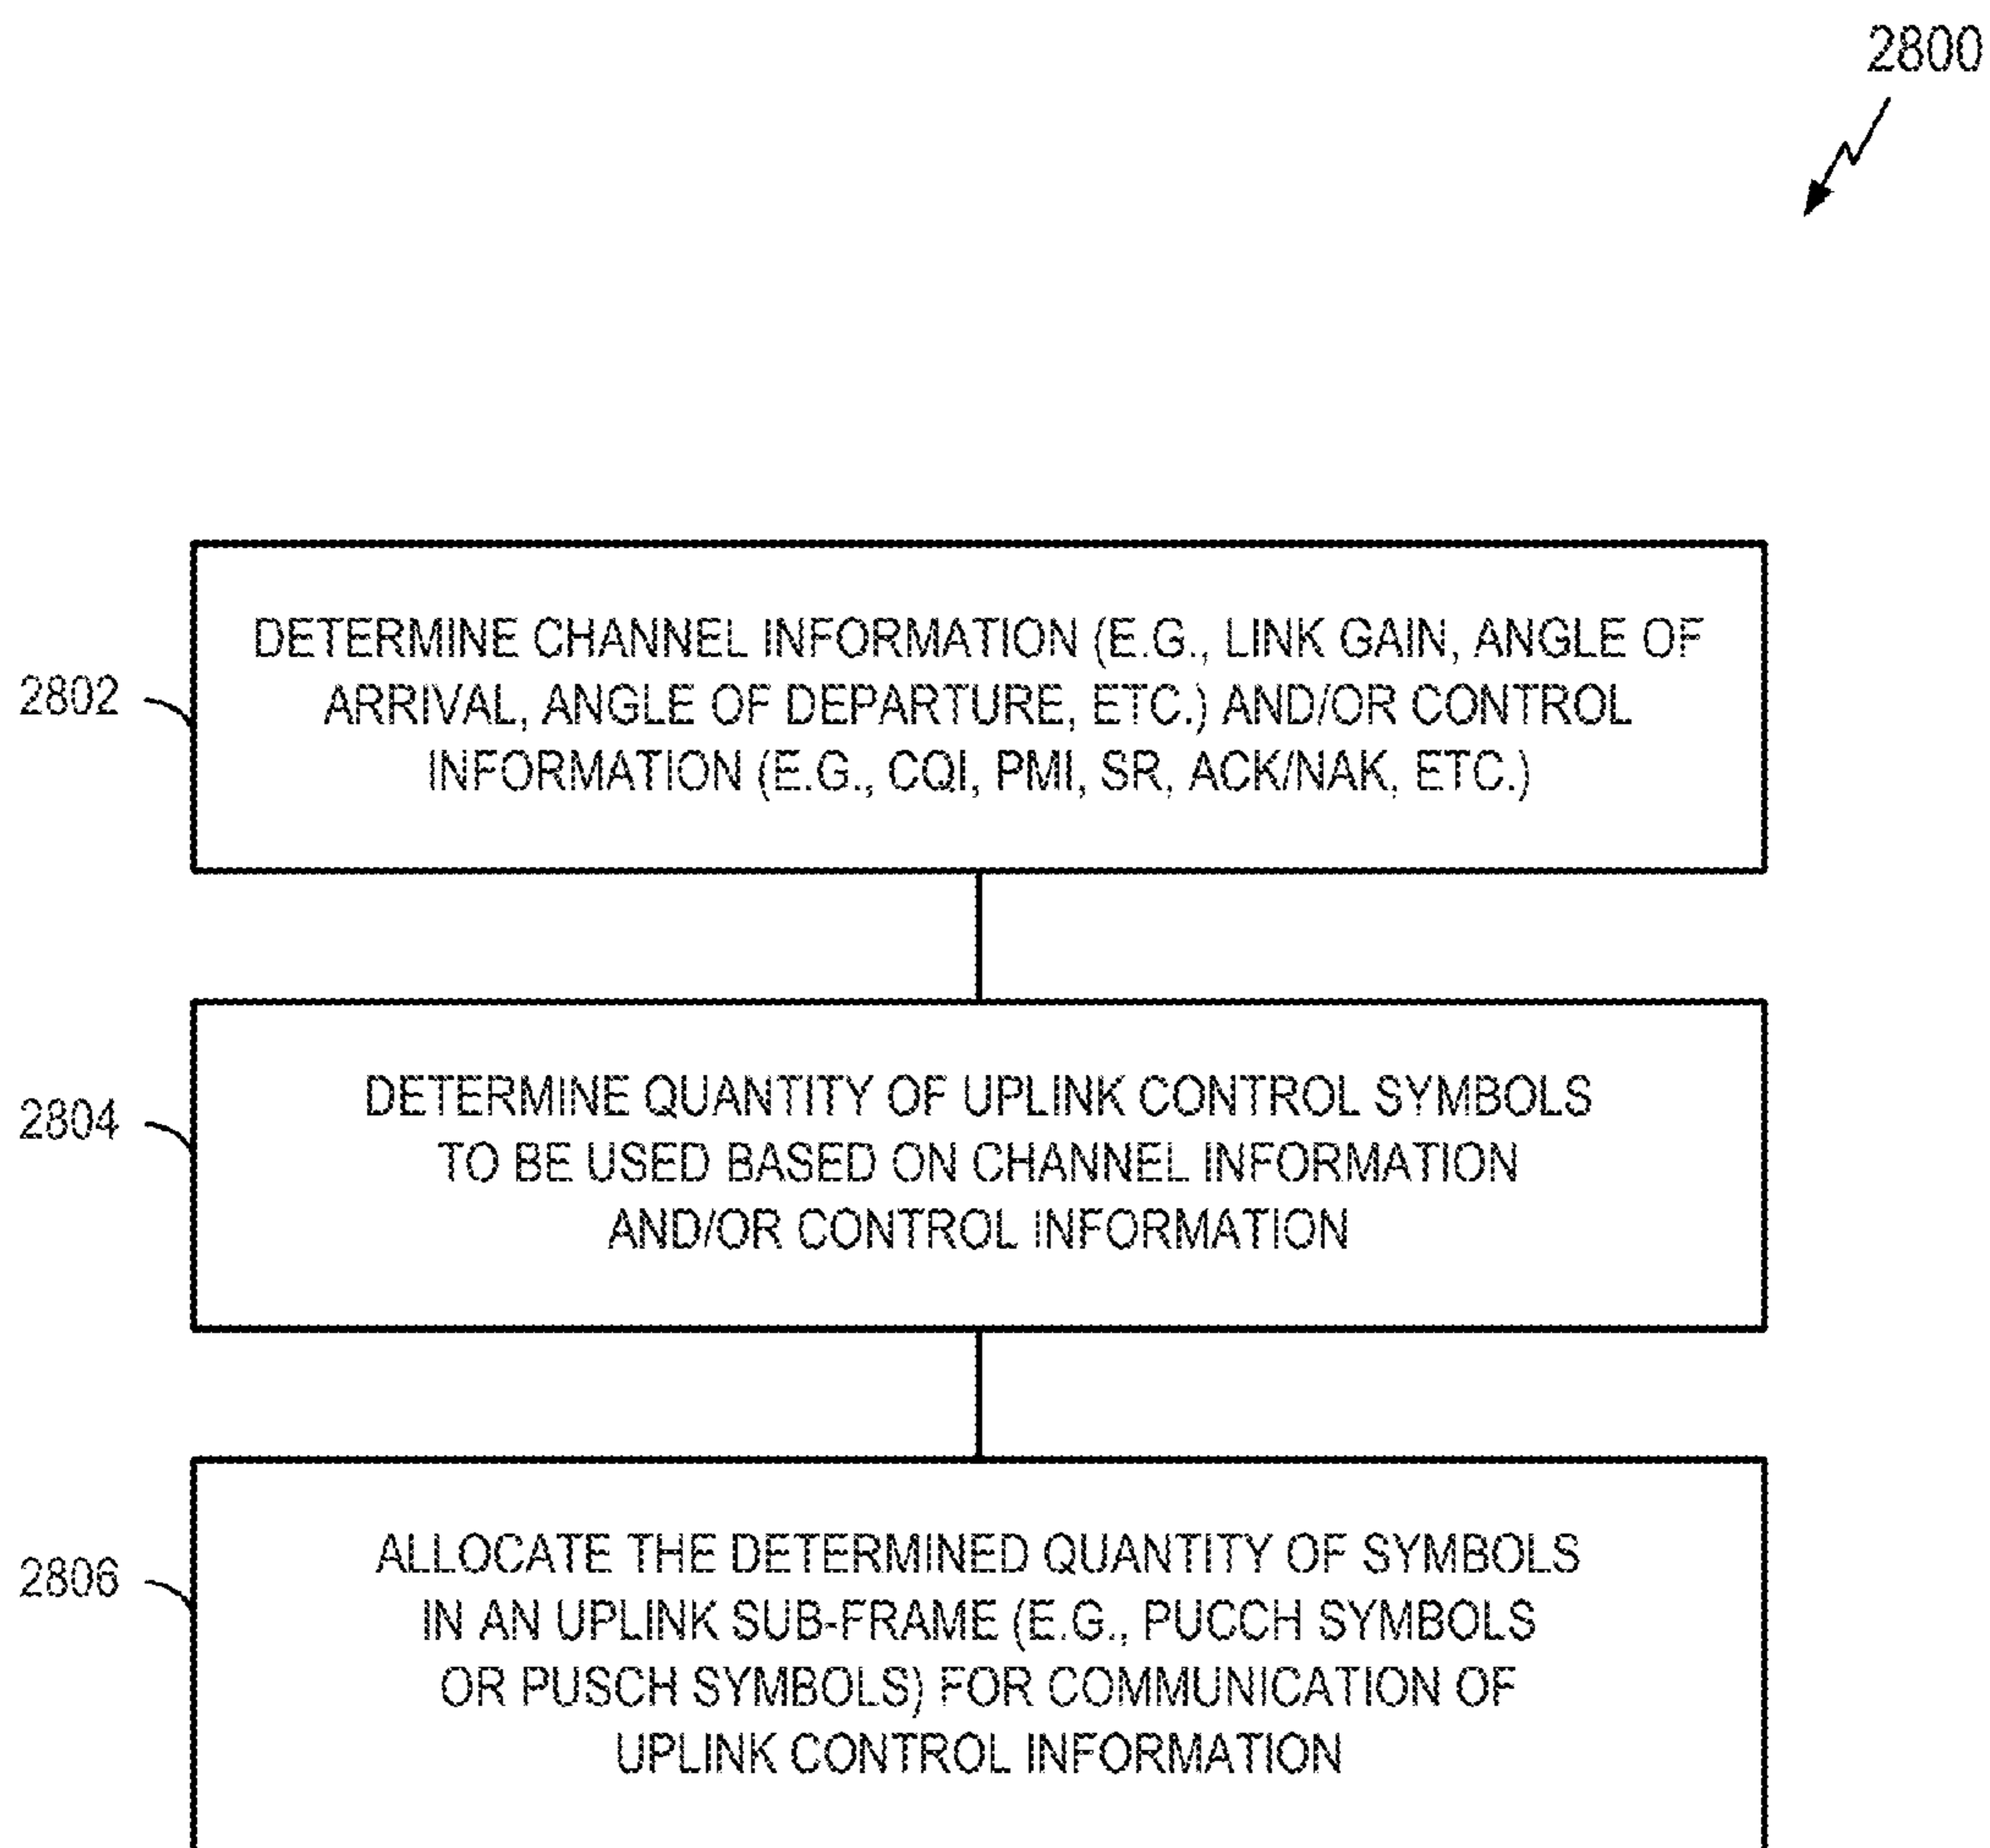 2800
2802
DETERMINE CHANNEL INFORMATION (E.G., LINK GAIN, ANGLE OF
ARRIVAL, ANGLE OF DEPARTURE, ETC.) AND/OR CONTROL
INFORMATION (E.G., CQI, PMI, SR, ACK/NAK, ETC.)
2804
DETERMINE QUANTITY OF UPLINK CONTROL SYMBOLS
TO BE USED BASED ON CHANNEL INFORMATION
AND/OR CONTROL INFORMATION
2806
ALLOCATE THE DETERMINED QUANTITY OF SYMBOLS
IN AN UPLINK SUB-FRAME (E.G., PUCCH SYMBOLS
OR PUSCH SYMBOLS) FOR COMMUNICATION OF
UPLINK CONTROL INFORMATION